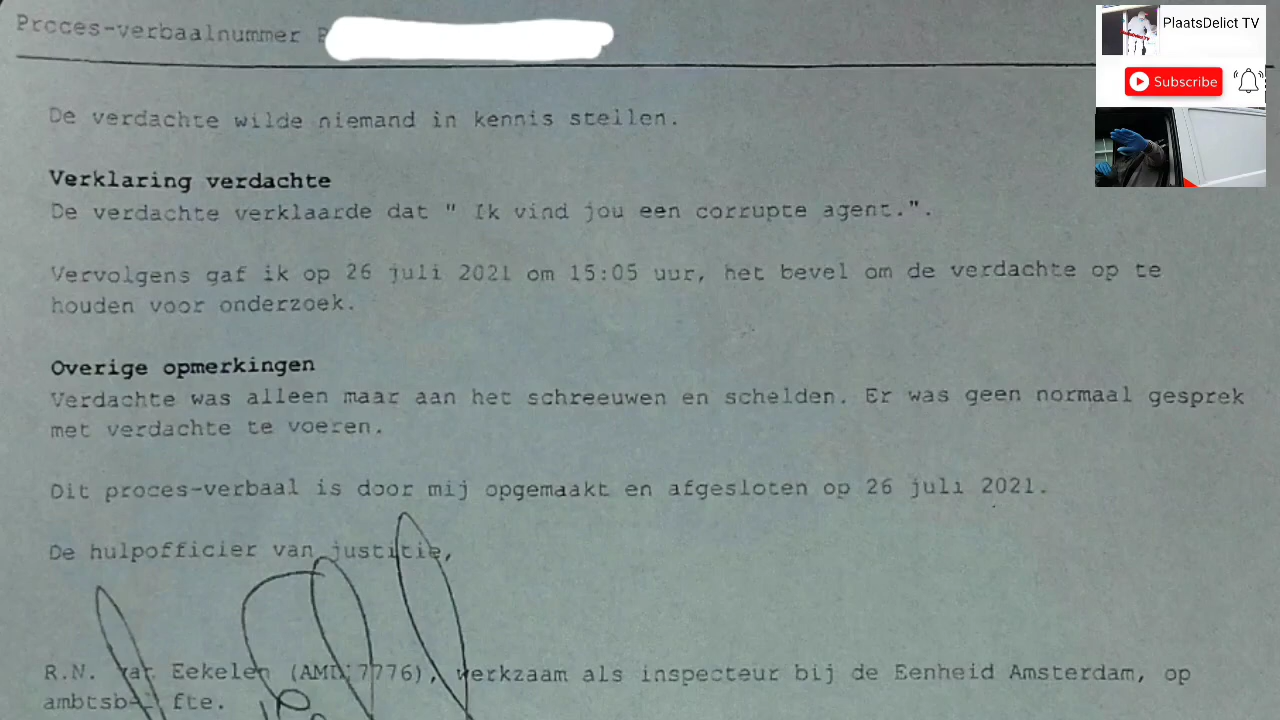 Proces-verbaalnummer P
PlaatsDelict TV
Subscribe
De verdachte wilde niemand in kennis stellen.
Verklaring verdachte
De verdachte verklaarde dat " Ik vind jou een corrupte agent.".
Vervolgens gaf ik op 26 juli 2021 om 15:05 uur, het bevel om de verdachte op te
houden voor onderzoek.
Overige opmerkingen
Verdachte was alleen maar aan het schreeuwen en schelden. Er was geen normaal gesprek
met verdachte te voeren.
Dit proces-verbaal is door mij opgemaakt en afgesloten op 26 juli 2021.
De hulpofficier van justitie,
R.N. van Eekelen 7776), werkzaam als inspecteur bij de Eenheid Amsterdam, op
fte.